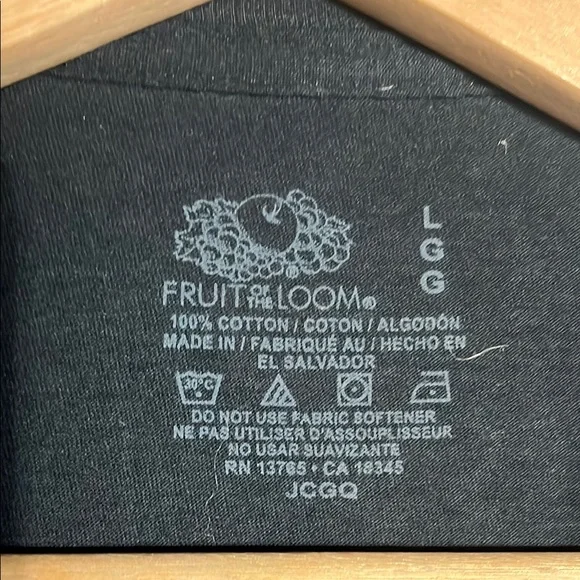 L
G
G
FRUIT OF THE LOOM®
100% COTTON / COTON / ALGODÓN
MADE IN / FABRIQUÉ AU / HECHO EN
EL SALVADOR
30°C
DO NOT USE FABRIC SOFTENER
NE PAS UTILISER D'ASSOUPLISSEUR
NO USAR SUAVIZANTE
RN 13765 • CA 18345
JCGQ